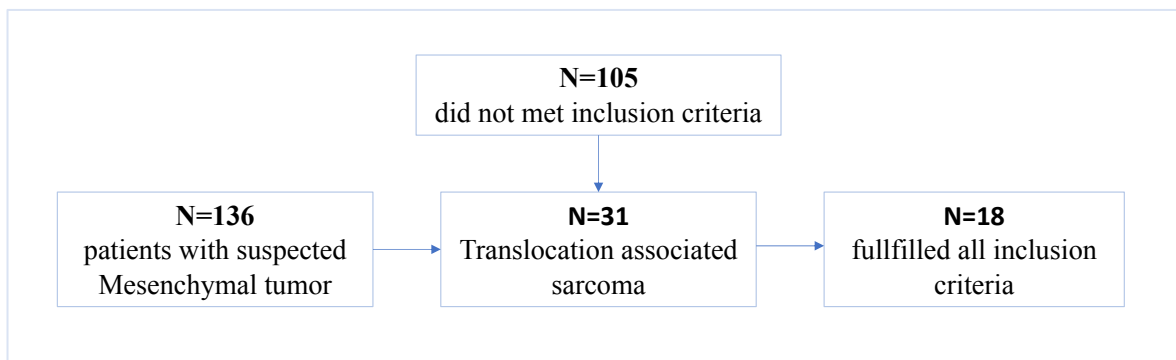 N=105
did not met inclusion criteria
N=136
patients with suspected
Mesenchymal tumor
N=31
Translocation associated
sarcoma
N=18
fullfilled all inclusion
criteria